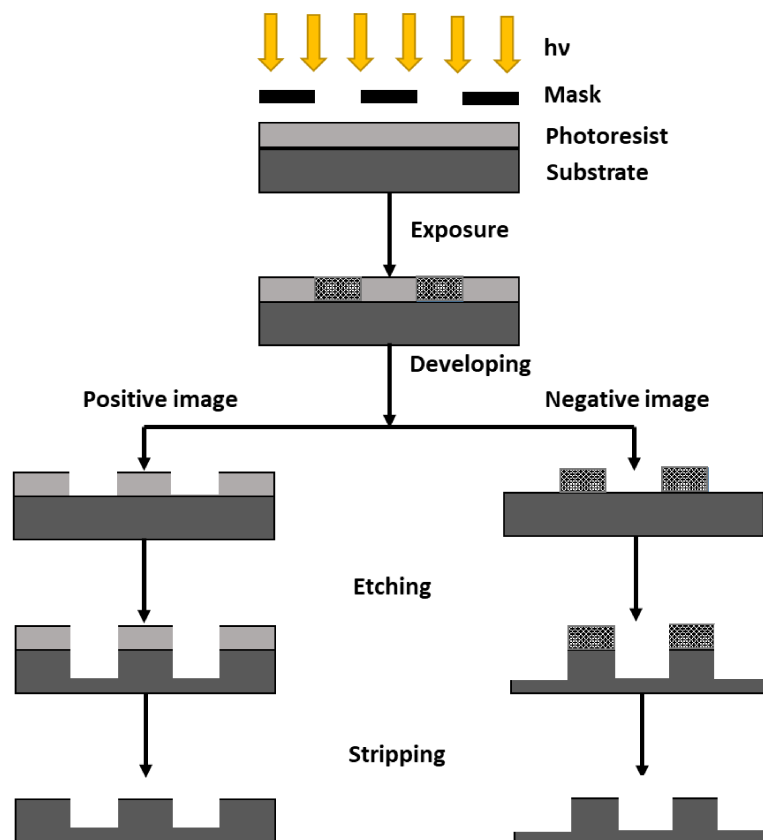 hν
Mask
Photoresist
Substrate
Exposure
Developing
Positive image
Negative image
Etching
Stripping